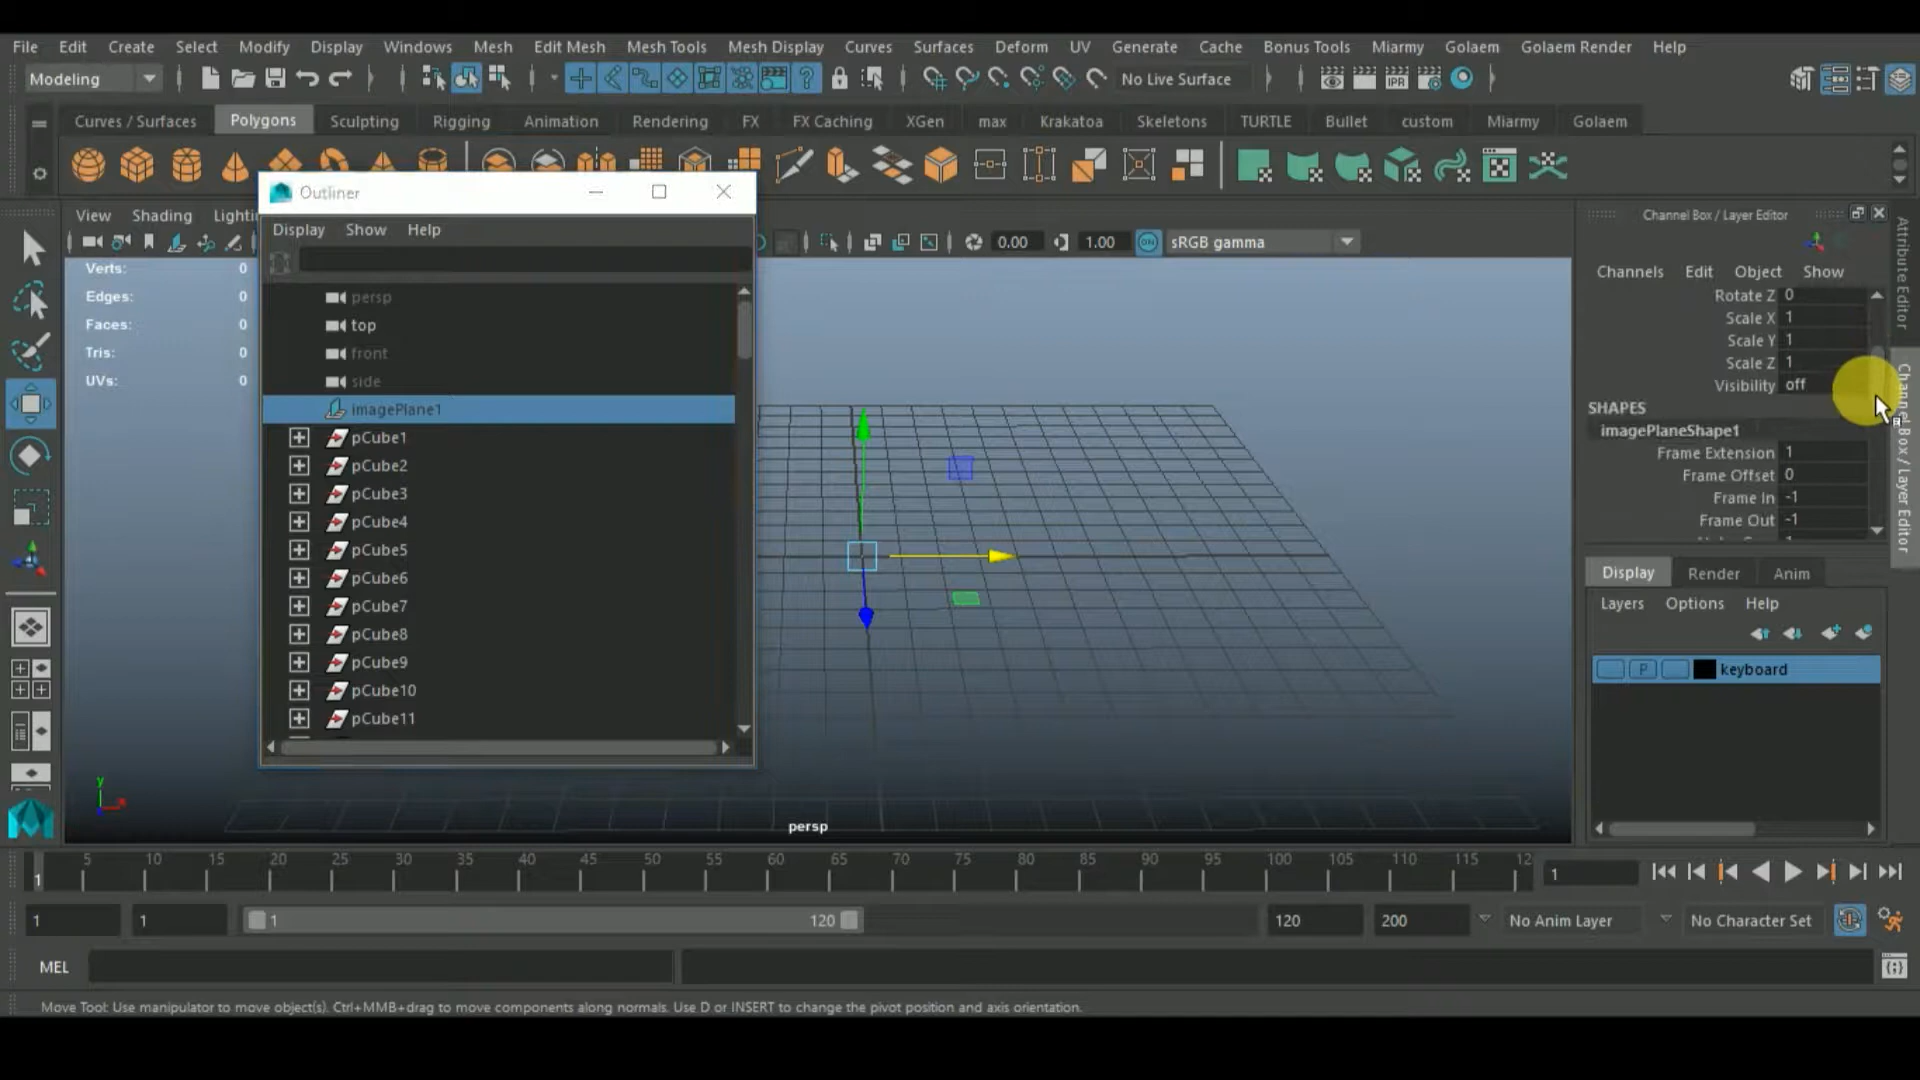 File Edit Create Select Modify Display Windows Mesh Edit Mesh Mesh Tools Mesh Display Curves Surfaces Deform UV Generate Cache Bonus Tools Miarmy Golaem Golaem Render Help
Modeling No Live Surface IPR
Curves / Surfaces Polygons Sculpting Rigging Animation Rendering FX FX Caching XGen max Krakatoa Skeletons TURTLE Bullet custom Miarmy Golaem
Outliner
Display Show Help
persp
top
front
side
imagePlane1
pCube1
pCube2
pCube3
pCube4
pCube5
pCube6
pCube7
pCube8
pCube9
pCube10
pCube11
View Shading
0.00 1.00 ON sRGB gamma
Verts: 0
Edges: 0
Faces: 0
Tris: 0
UVs: 0
y
persp
Channel Box / Layer Editor
Channels Edit Object Show
Rotate Z 0
Scale X 1
Scale Y 1
Scale Z 1
Visibility off
SHAPES
imagePlaneShape1
Frame Extension 1
Frame Offset 0
Frame In -1
Frame Out -1
Attribute Editor
Channel Box / Layer Editor
Display Render Anim
Layers Options Help
P keyboard
1 5 10 15 20 25 30 35 40 45 50 55 60 65 70 75 80 85 90 95 100 105 110 115 12 1
1 1 1 120 120 200 No Anim Layer No Character Set
MEL
Move Tool: Use manipulator to move object(s). Ctrl+MMB+drag to move components along normals. Use D or INSERT to change the pivot position and axis orientation.